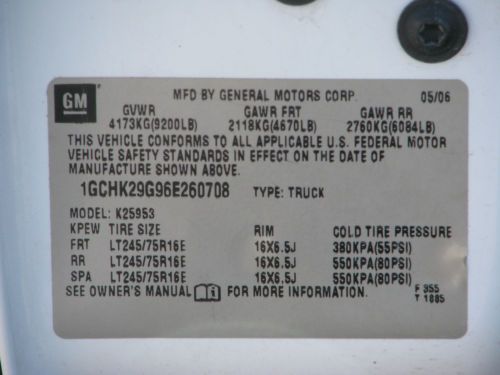 GM
MFD BY GENERAL MOTORS CORP. 05/06
GVWR GAWR FRT GAWR RR
4173KG(9200LB) 2118KG(4670LB) 2760KG(6084LB)
THIS VEHICLE CONFORMS TO ALL APPLICABLE U.S. FEDERAL MOTOR
VEHICLE SAFETY STANDARDS IN EFFECT ON THE DATE OF
MANUFACTURE SHOWN ABOVE.
1GCHK29G96E260708 TYPE: TRUCK
MODEL: K25953
KPEW TIRE SIZE RIM COLD TIRE PRESSURE
FRT LT245/75R16E 16X6.5J 380KPA(55PSI)
RR LT245/75R16E 16X6.5J 550KPA(80PSI)
SPA LT245/75R16E 16X6.5J 550KPA(80PSI)
SEE OWNER'S MANUAL FOR MORE INFORMATION. F 955
T 1885